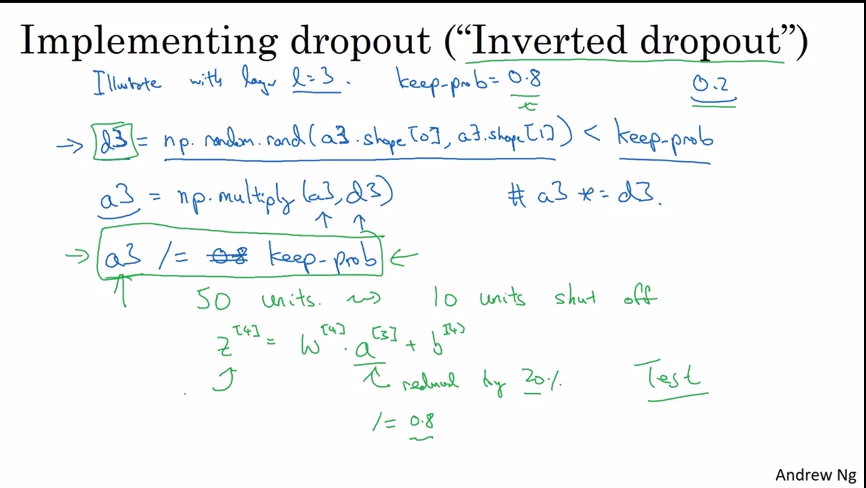 Implementing dropout (“Inverted dropout”)
Illustrate with layer l=3. keep-prob = 0.8 0.2
→ d3 = np.random.rand(a3.shape[0], a3.shape[1]) < keep-prob
a3 = np.multiply(a3, d3) # a3 *= d3.
→ a3 /= 0.8 keep-prob ←
50 units. ⇝ 10 units shut off
z^[4] = W^[4] · a^[3] + b^[4]
reduced by 20%. Test
/= 0.8
Andrew Ng